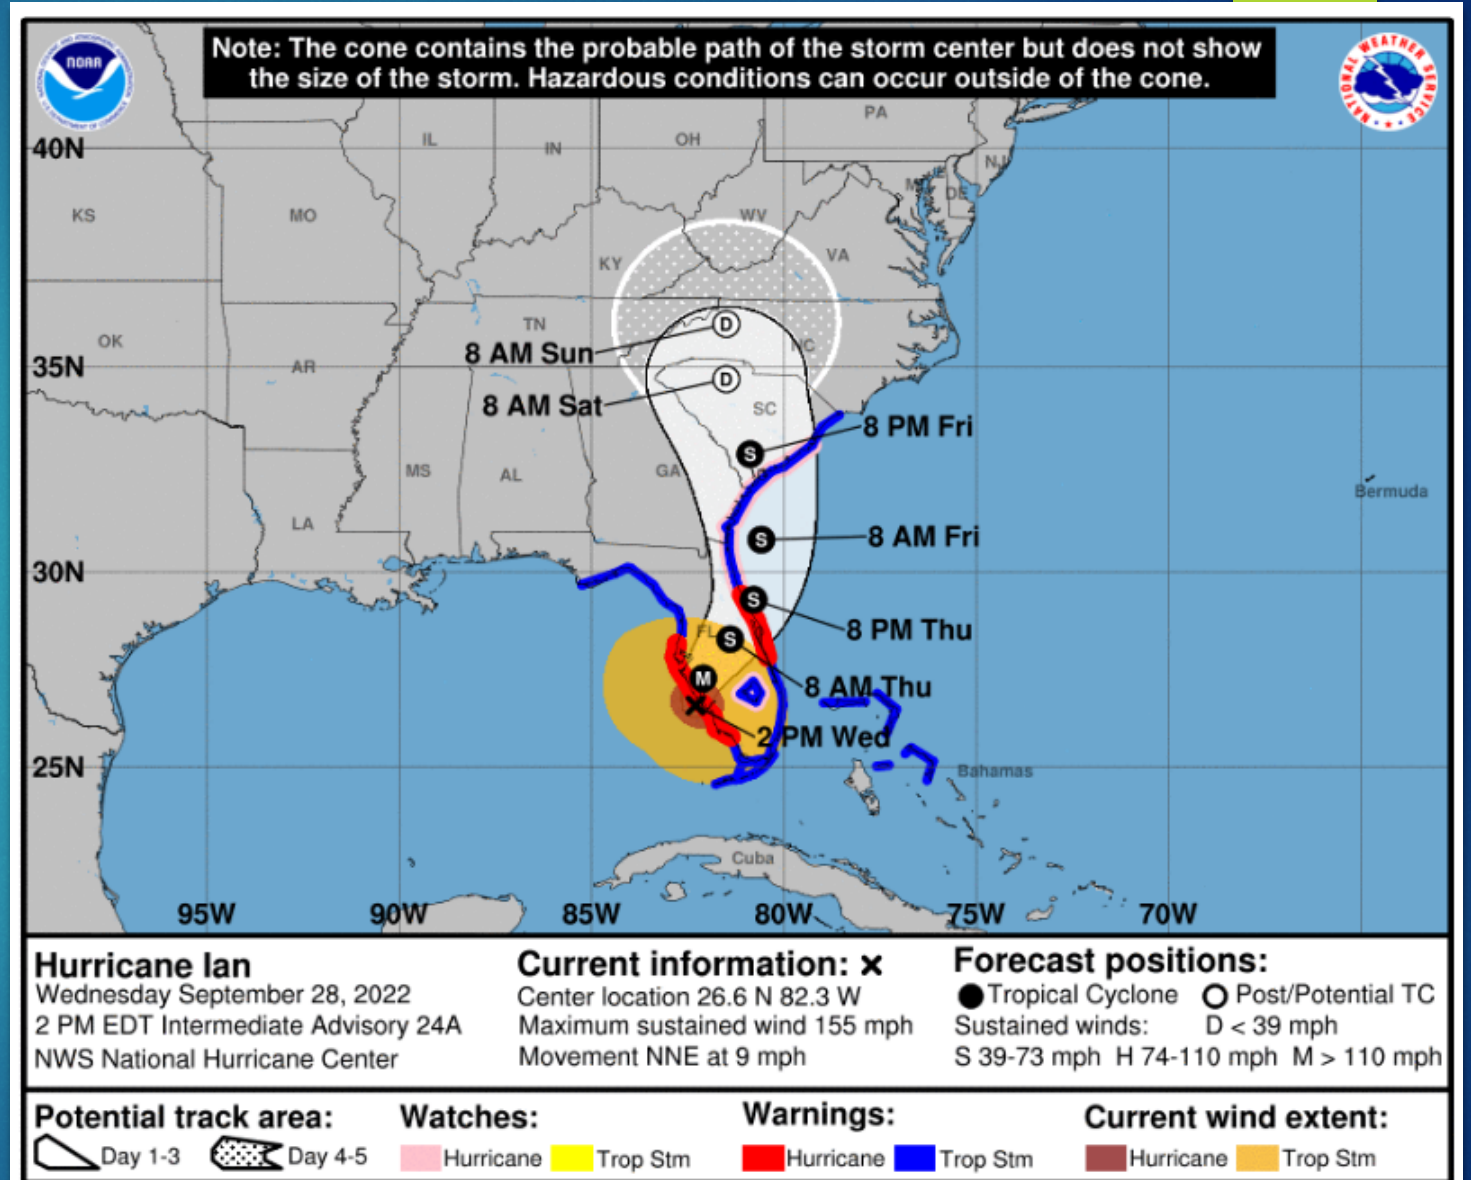 Note: The cone contains the probable path of the storm center but does not show
the size of the storm. Hazardous conditions can occur outside of the cone.
NOAA
NATIONAL WEATHER SERVICE
PA
40N
IL
IN
OH
NJ
DE
KS
MO
WV
KY
VA
OK
TN
D
8 AM Sun
NC
35N
AR
D
8 AM Sat
SC
8 PM Fri
S
MS
AL
GA
Bermuda
LA
S
8 AM Fri
30N
S
8 PM Thu
FL
S
M
8 AM Thu
2 PM Wed
25N
Bahamas
Cuba
95W
90W
85W
80W
75W
70W
Hurricane Ian
Wednesday September 28, 2022
2 PM EDT Intermediate Advisory 24A
NWS National Hurricane Center
Current information: ×
Center location 26.6 N 82.3 W
Maximum sustained wind 155 mph
Movement NNE at 9 mph
Forecast positions:
Tropical Cyclone Post/Potential TC
Sustained winds: D < 39 mph
S 39-73 mph H 74-110 mph M > 110 mph
Potential track area:
Day 1-3 Day 4-5
Watches:
Hurricane Trop Stm
Warnings:
Hurricane Trop Stm
Current wind extent:
Hurricane Trop Stm